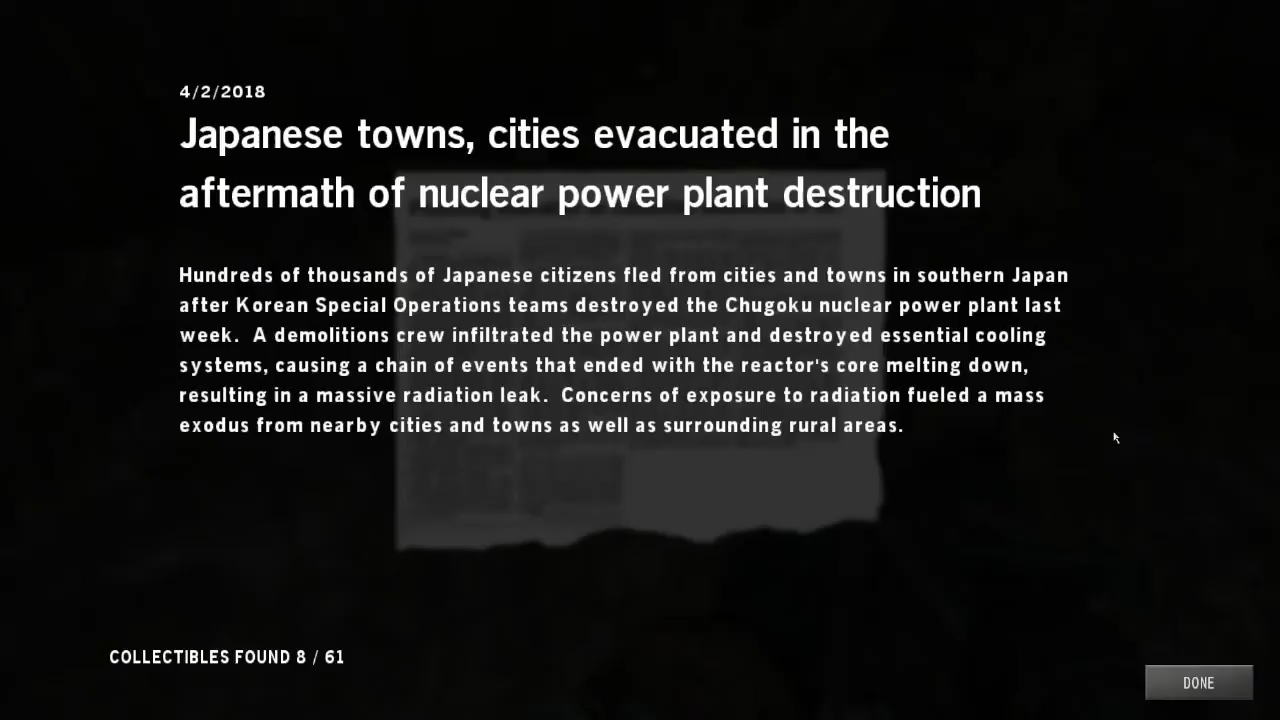 4/2/2018
Japanese towns, cities evacuated in the
aftermath of nuclear power plant destruction
Hundreds of thousands of Japanese citizens fled from cities and towns in southern Japan
after Korean Special Operations teams destroyed the Chugoku nuclear power plant last
week.  A demolitions crew infiltrated the power plant and destroyed essential cooling
systems, causing a chain of events that ended with the reactor's core melting down,
resulting in a massive radiation leak.  Concerns of exposure to radiation fueled a mass
exodus from nearby cities and towns as well as surrounding rural areas.
COLLECTIBLES FOUND 8 / 61
DONE